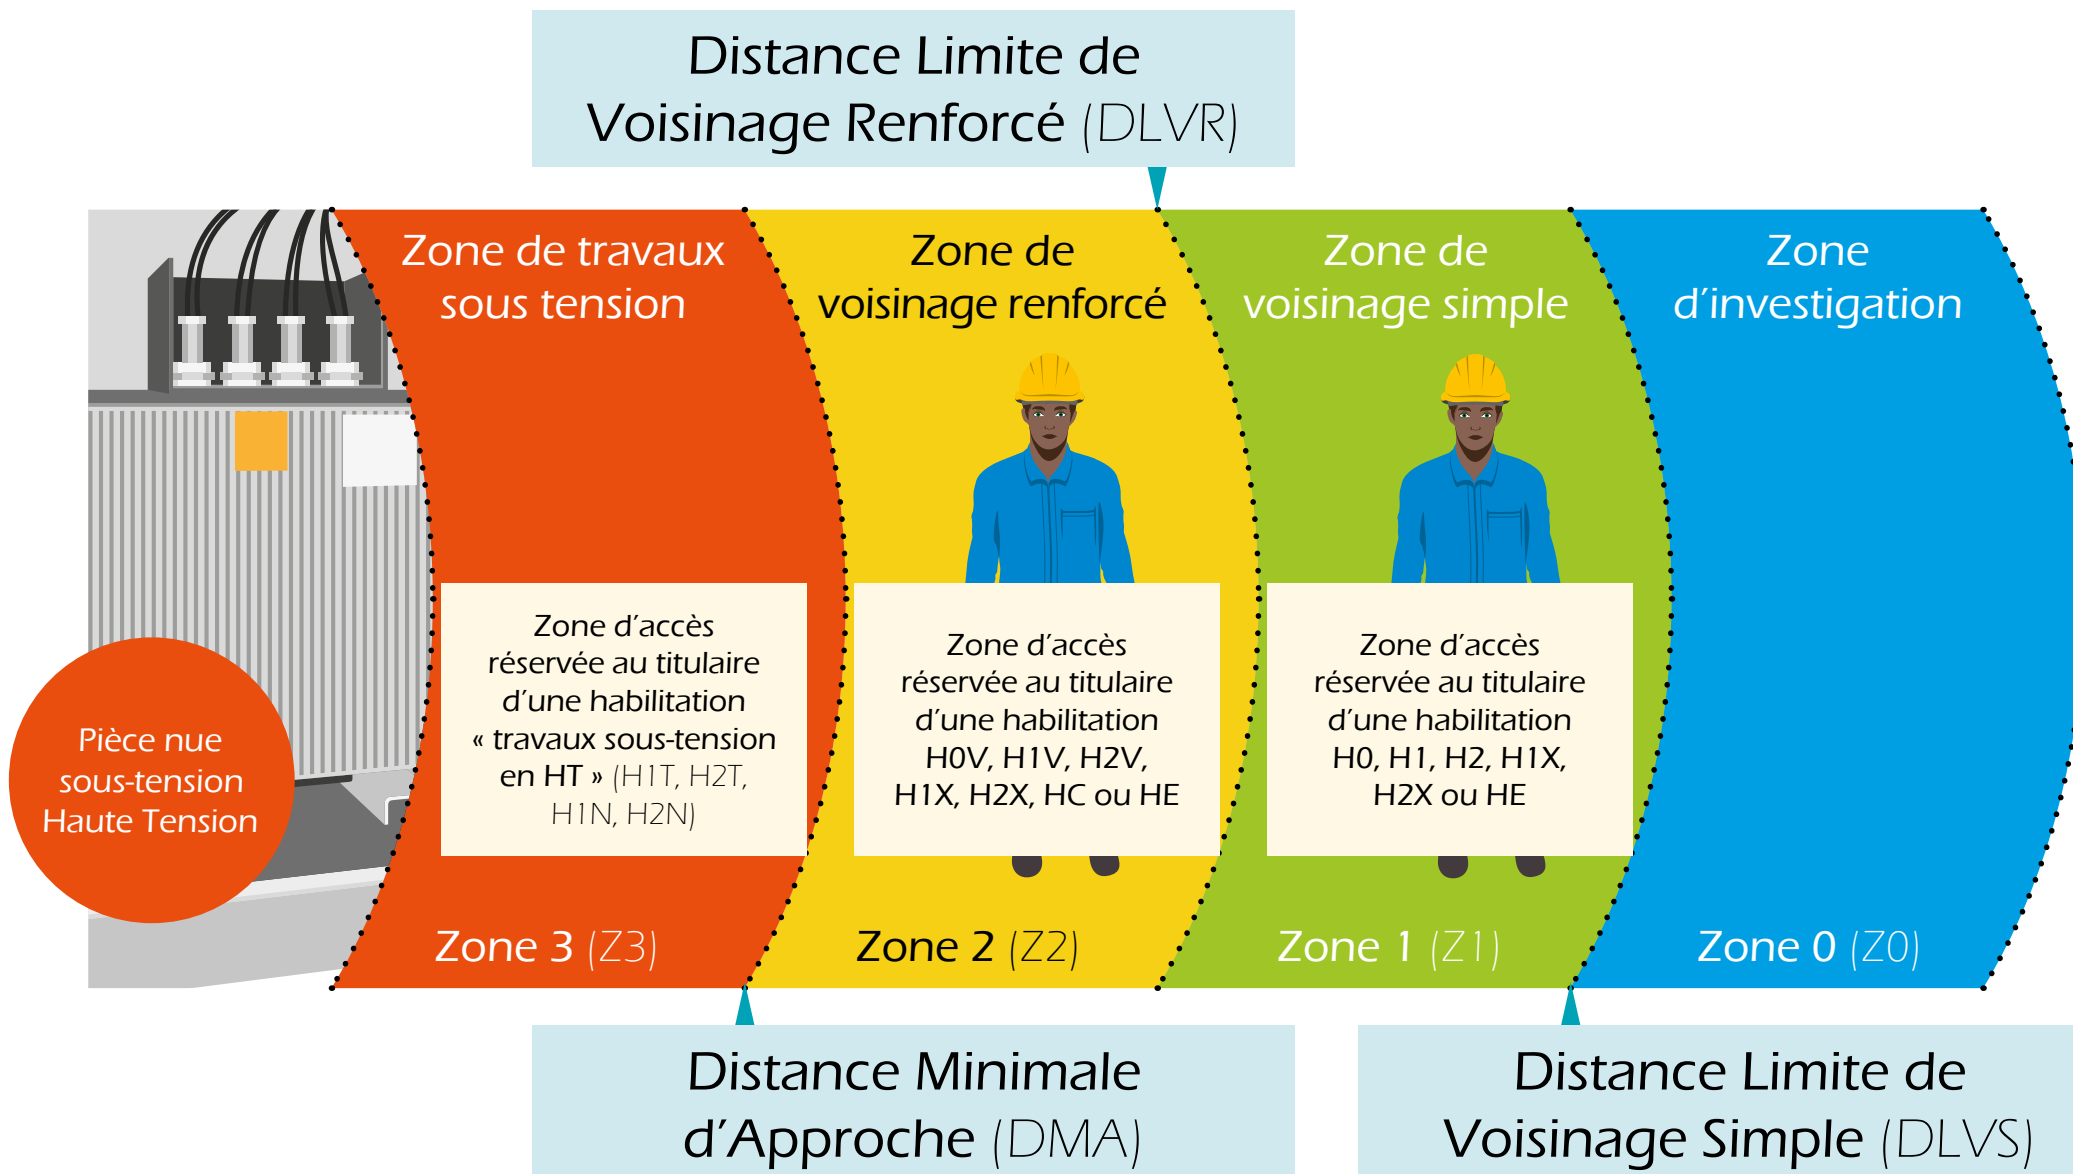 Distance Limite de
Voisinage Renforcé (DLVR)
Zone de travaux
sous tension
Zone de
voisinage renforcé
Zone de
voisinage simple
Zone
d'investigation
Pièce nue
sous-tension
Haute Tension
Zone d'accès
réservée au titulaire
d'une habilitation
« travaux sous-tension
en HT » (H1T, H2T,
H1N, H2N)
Zone d'accès
réservée au titulaire
d'une habilitation
H0V, H1V, H2V,
H1X, H2X, HC ou HE
Zone d'accès
réservée au titulaire
d'une habilitation
H0, H1, H2, H1X,
H2X ou HE
Zone 3 (Z3)
Zone 2 (Z2)
Zone 1 (Z1)
Zone 0 (Z0)
Distance Minimale
d'Approche (DMA)
Distance Limite de
Voisinage Simple (DLVS)